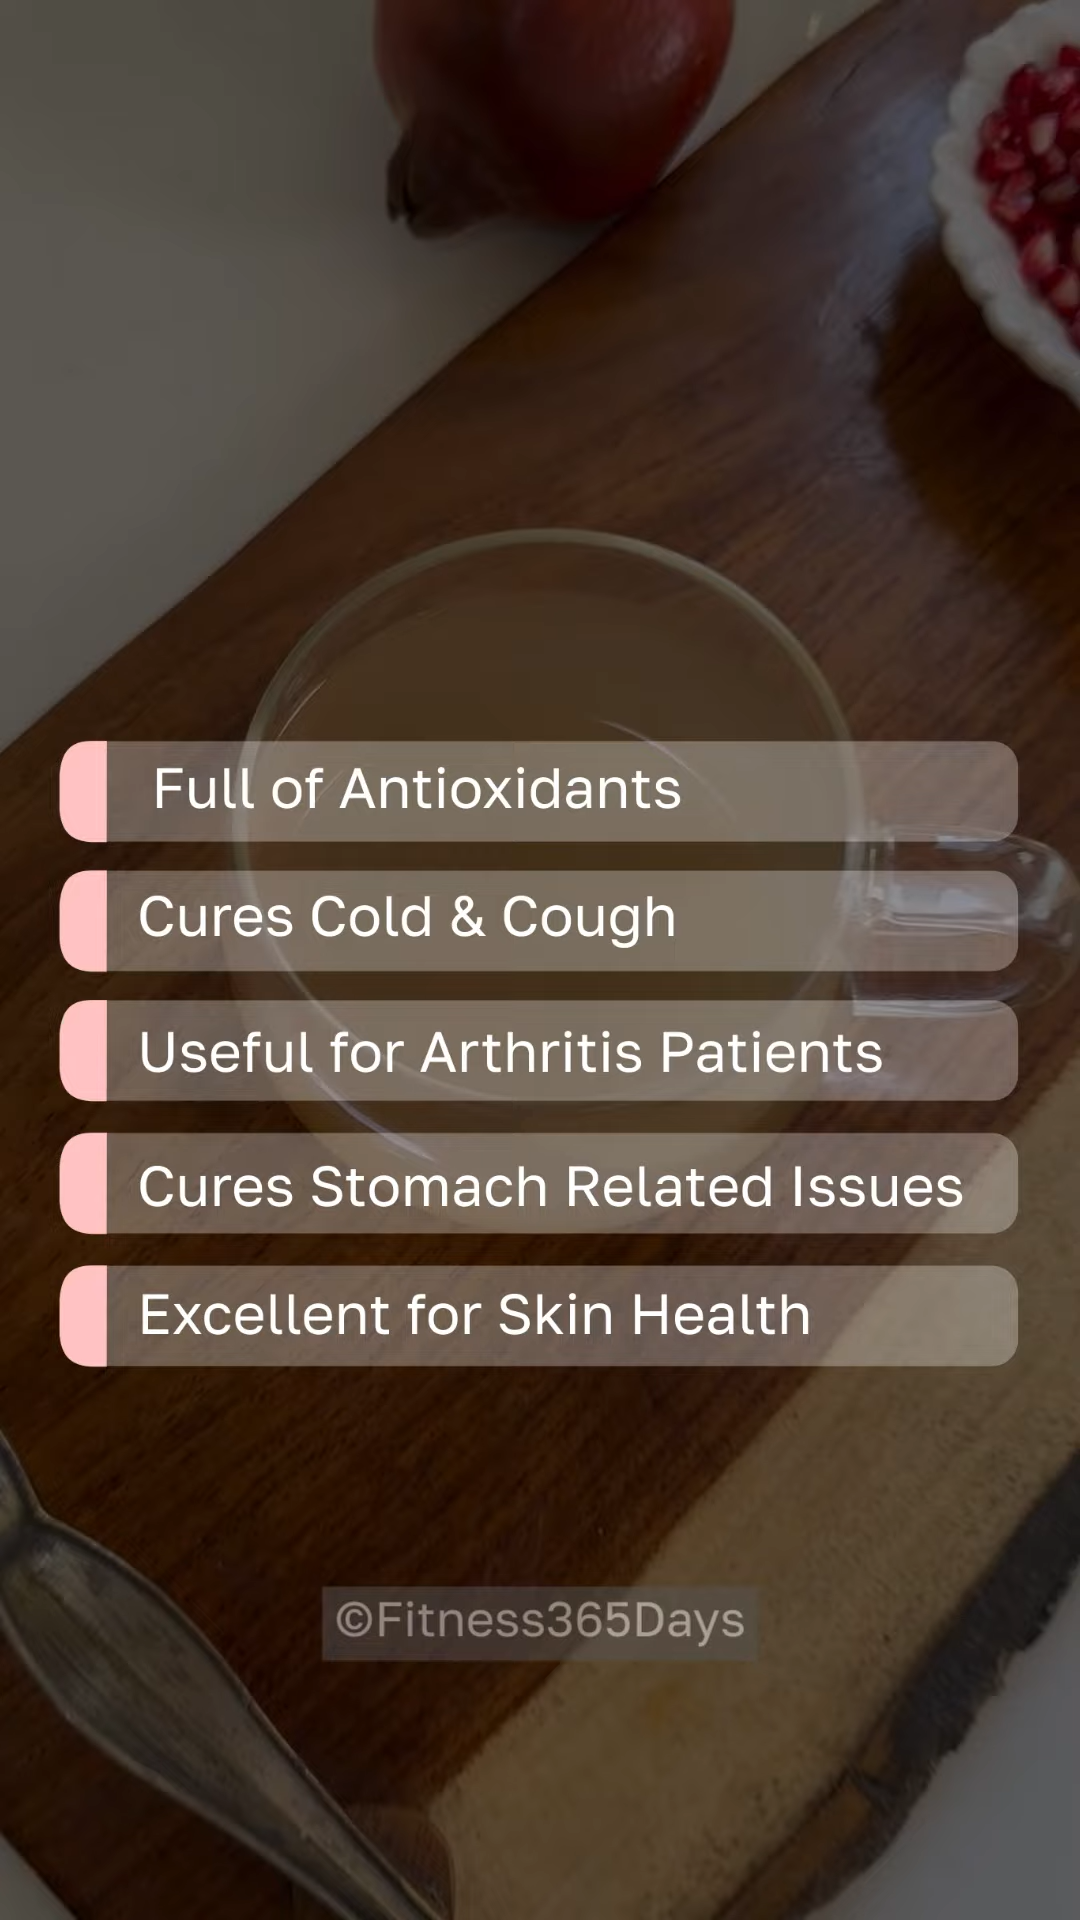 Full of Antioxidants
Cures Cold & Cough
Useful for Arthritis Patients
Cures Stomach Related Issues
Excellent for Skin Health
©Fitness365Days